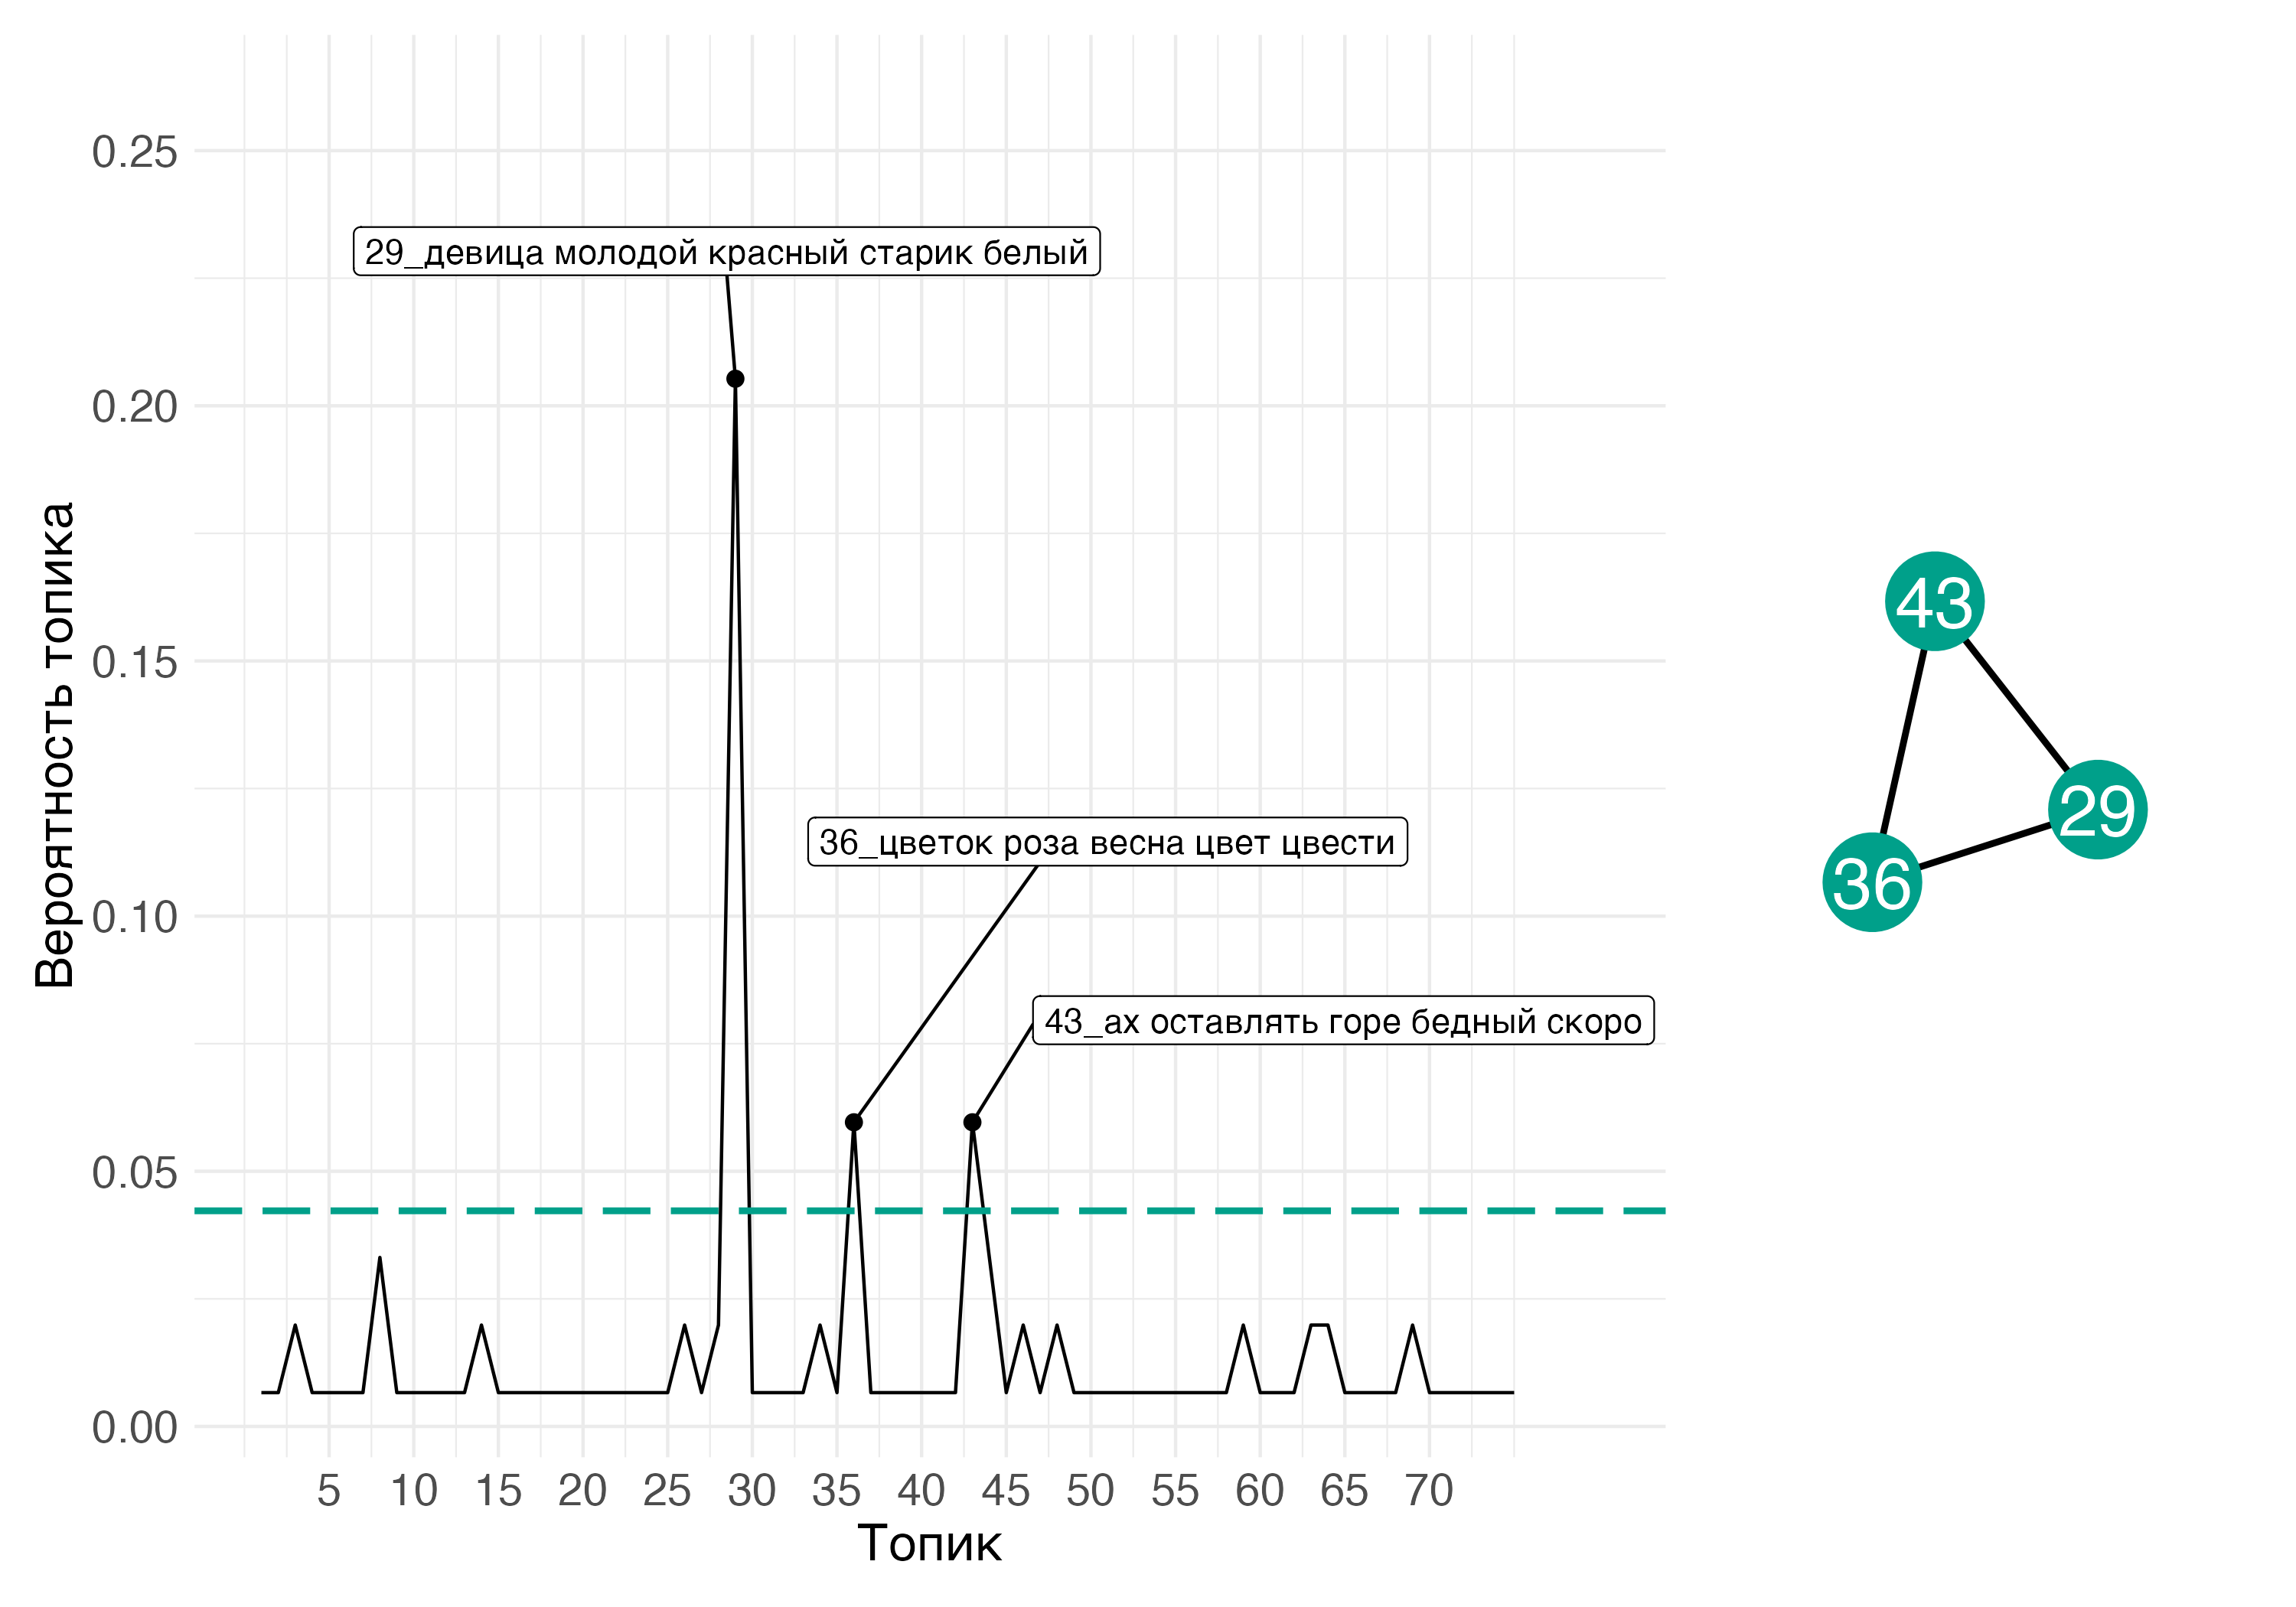 0.25
29_девица молодой красный старик белый
0.20
0.15
36_цветок роза весна цвет цвести
0.10
43_ах оставлять горе бедный скоро
0.05
0.00
Вероятность топика
5 10 15 20 25 30 35 40 45 50 55 60 65 70
Топик
43
29
36